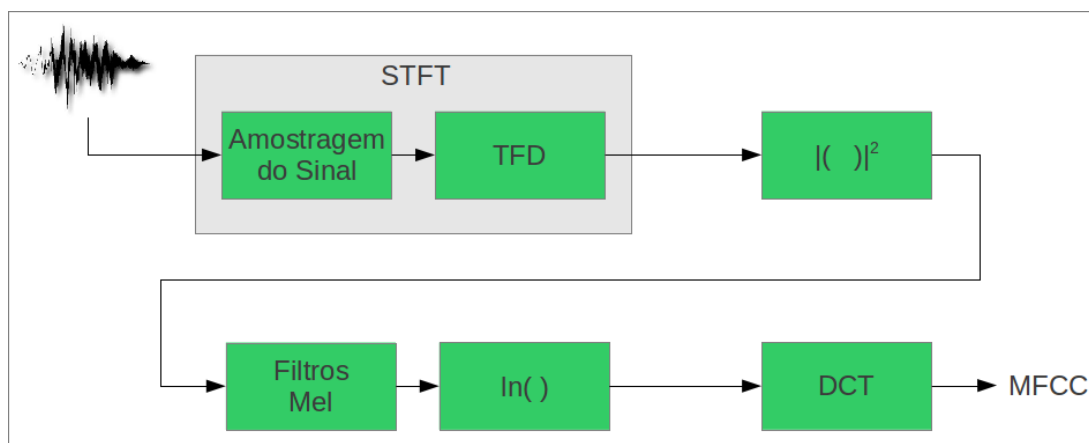 STFT
Amostragem
do Sinal
TFD
|( )|²
Filtros
Mel
ln( )
DCT
MFCC